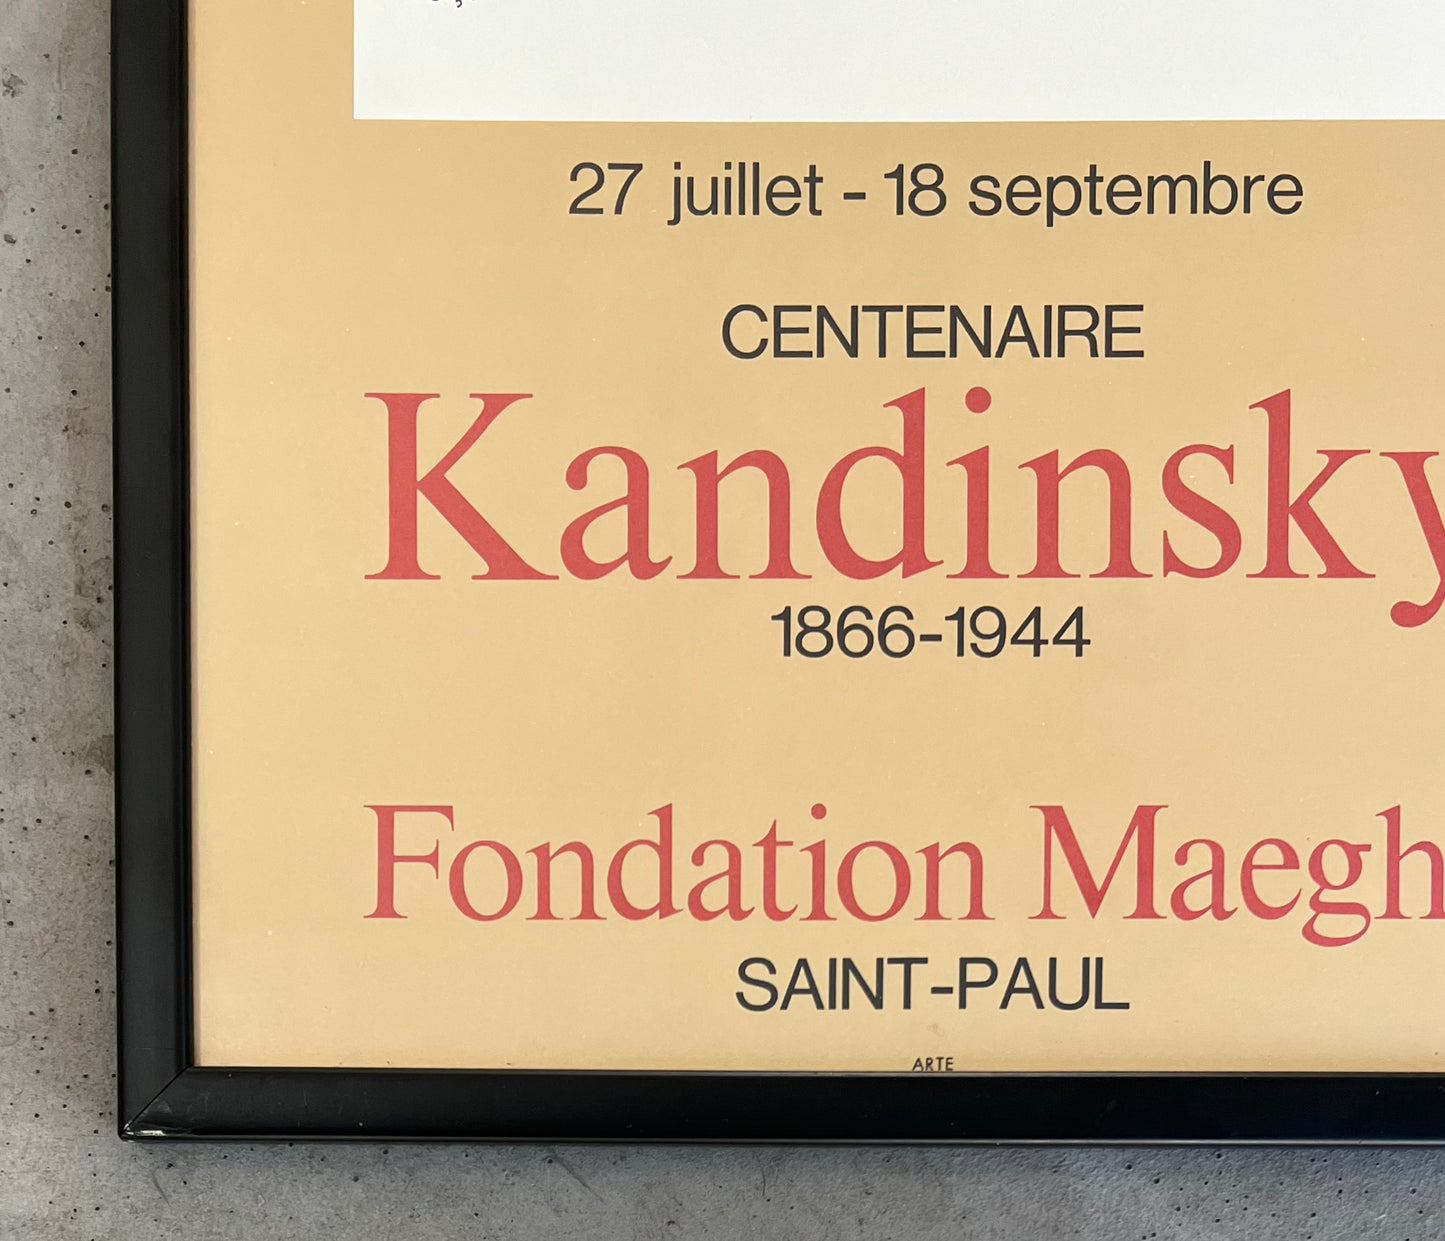 27 juillet - 18 septembre
CENTENAIRE
Kandinsky
1866-1944
Fondation Maegh
SAINT-PAUL
ARTE